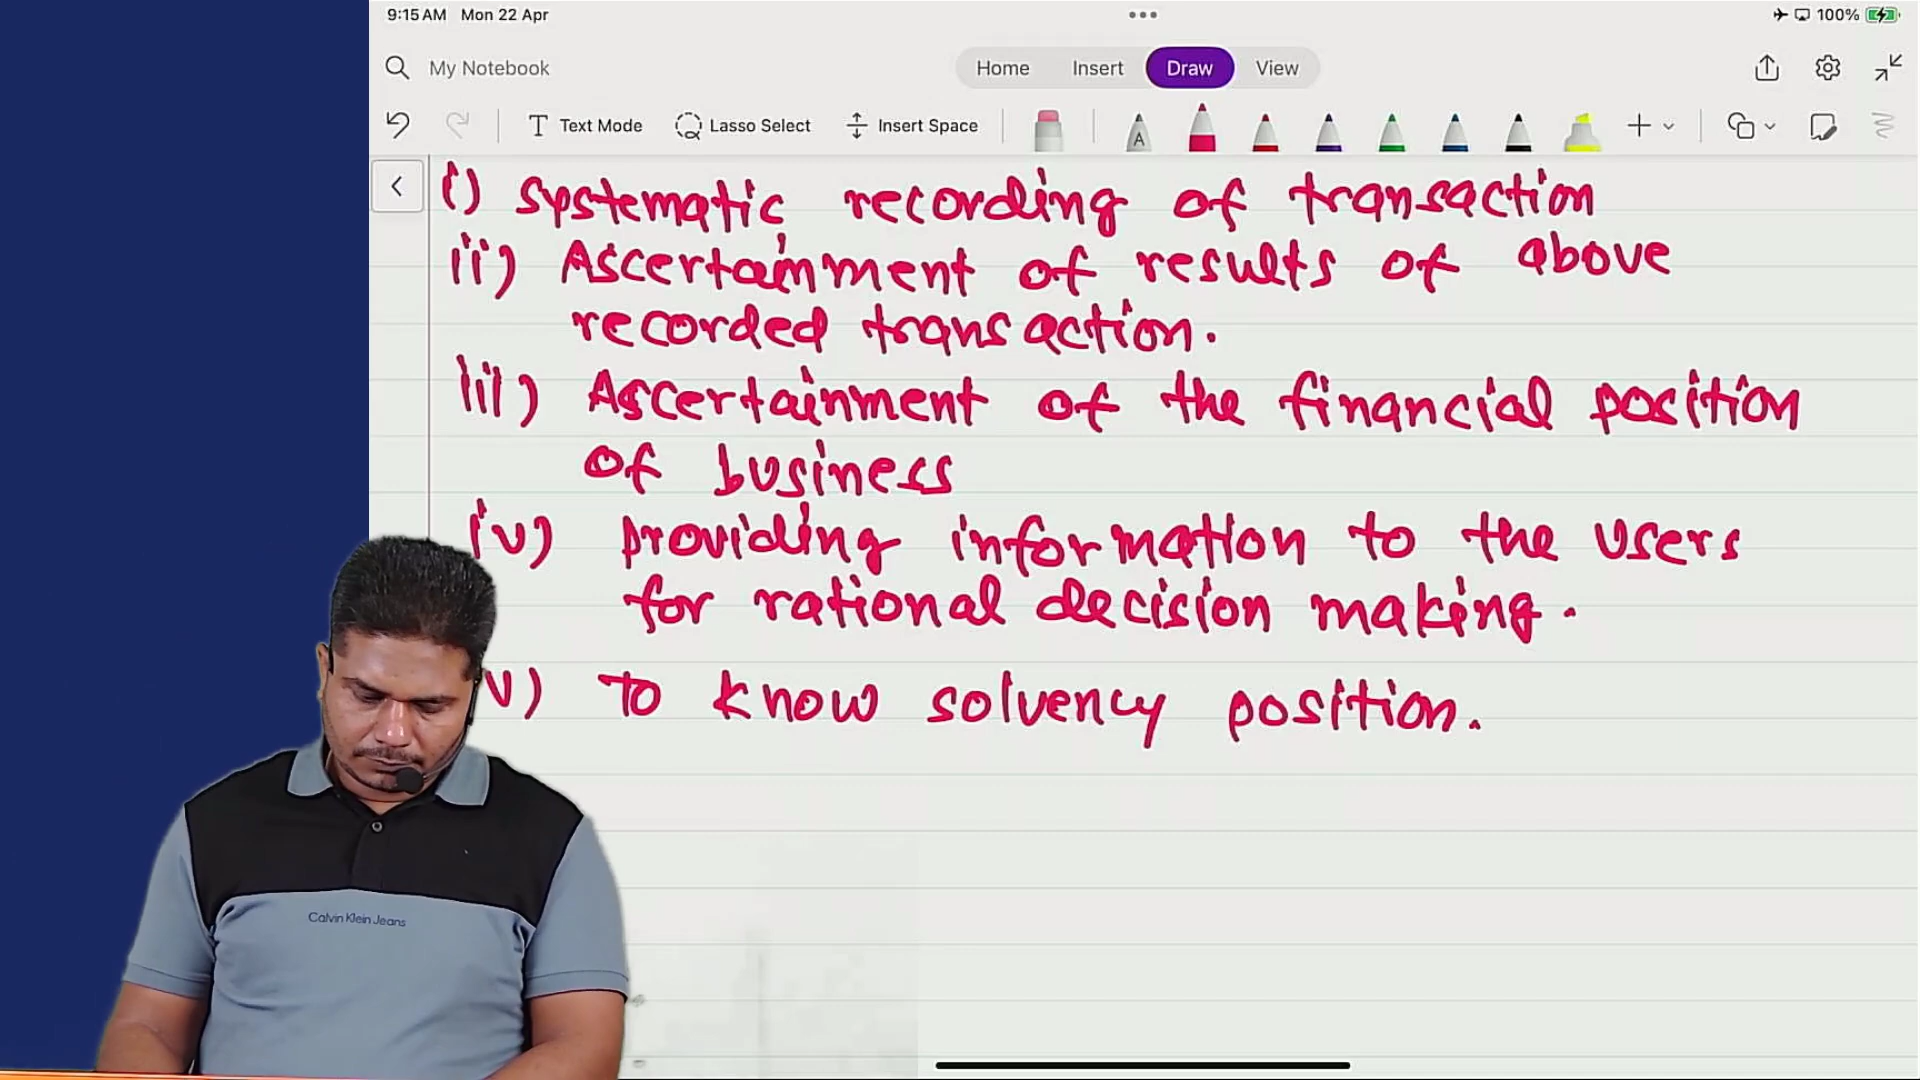 9:15 AM Mon 22 Apr
100%
My Notebook
Home Insert Draw View
Text Mode Lasso Select Insert Space
A
i) systematic recording of transaction
ii) Ascertainment of results of above
recorded transaction.
iii) Ascertainment of the financial position
of business
iv) providing information to the users
for rational decision making.
v) To know solvency position.
Calvin Klein Jeans